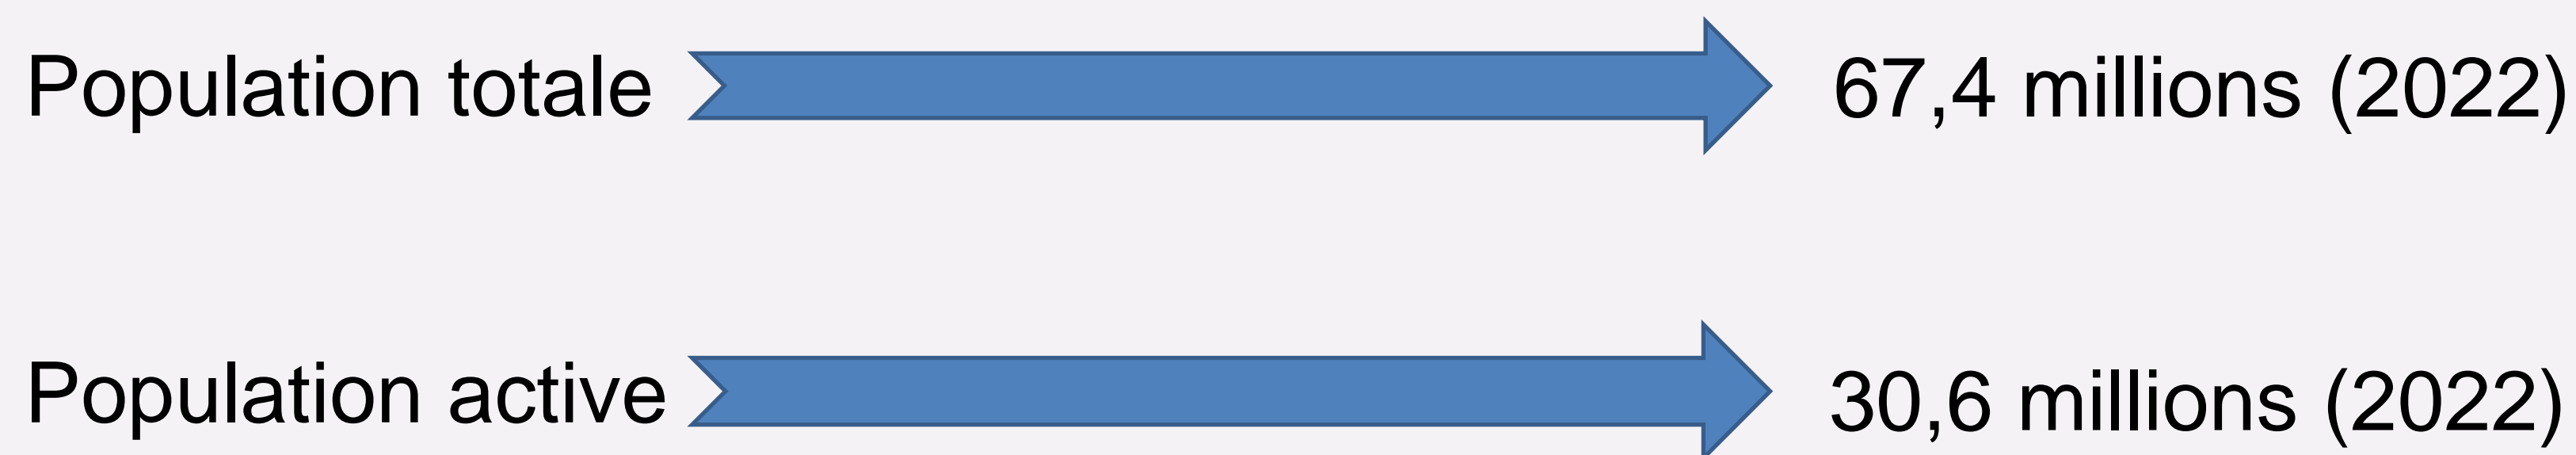 Population totale 67,4 millions (2022)
Population active 30,6 millions (2022)